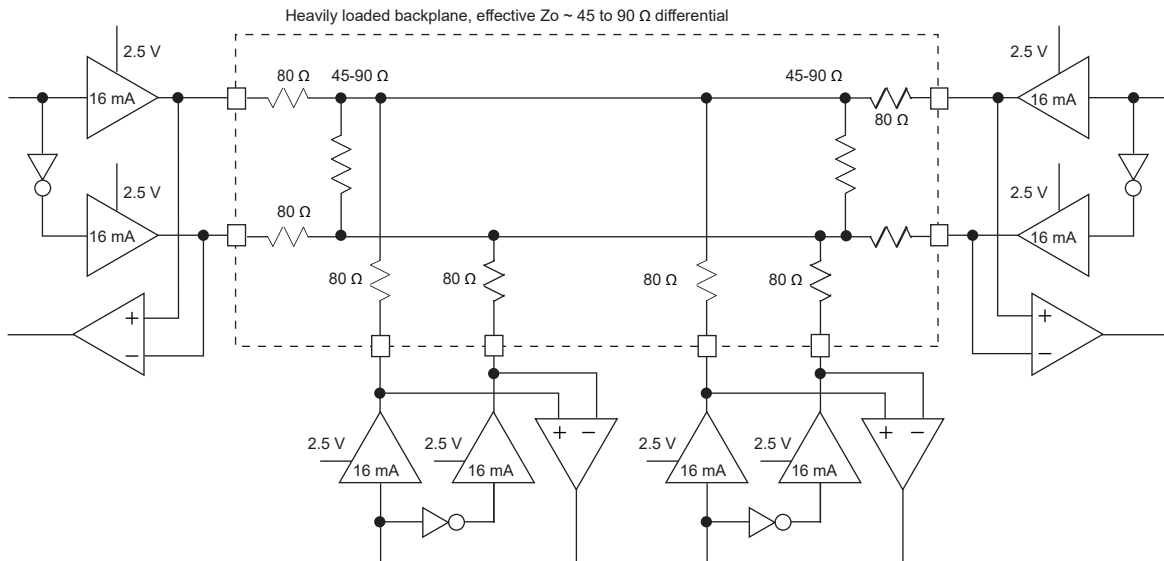 Heavily loaded backplane, effective Zo ~ 45 to 90 Ω differential
2.5 V
2.5 V
80 Ω
45-90 Ω
45-90 Ω
16 mA
16 mA
80 Ω
2.5 V
2.5 V
80 Ω
16 mA
16 mA
80 Ω
80 Ω
80 Ω
80 Ω
+
−
+
−
2.5 V
2.5 V
+ −
2.5 V
2.5 V
+ −
16 mA
16 mA
16 mA
16 mA